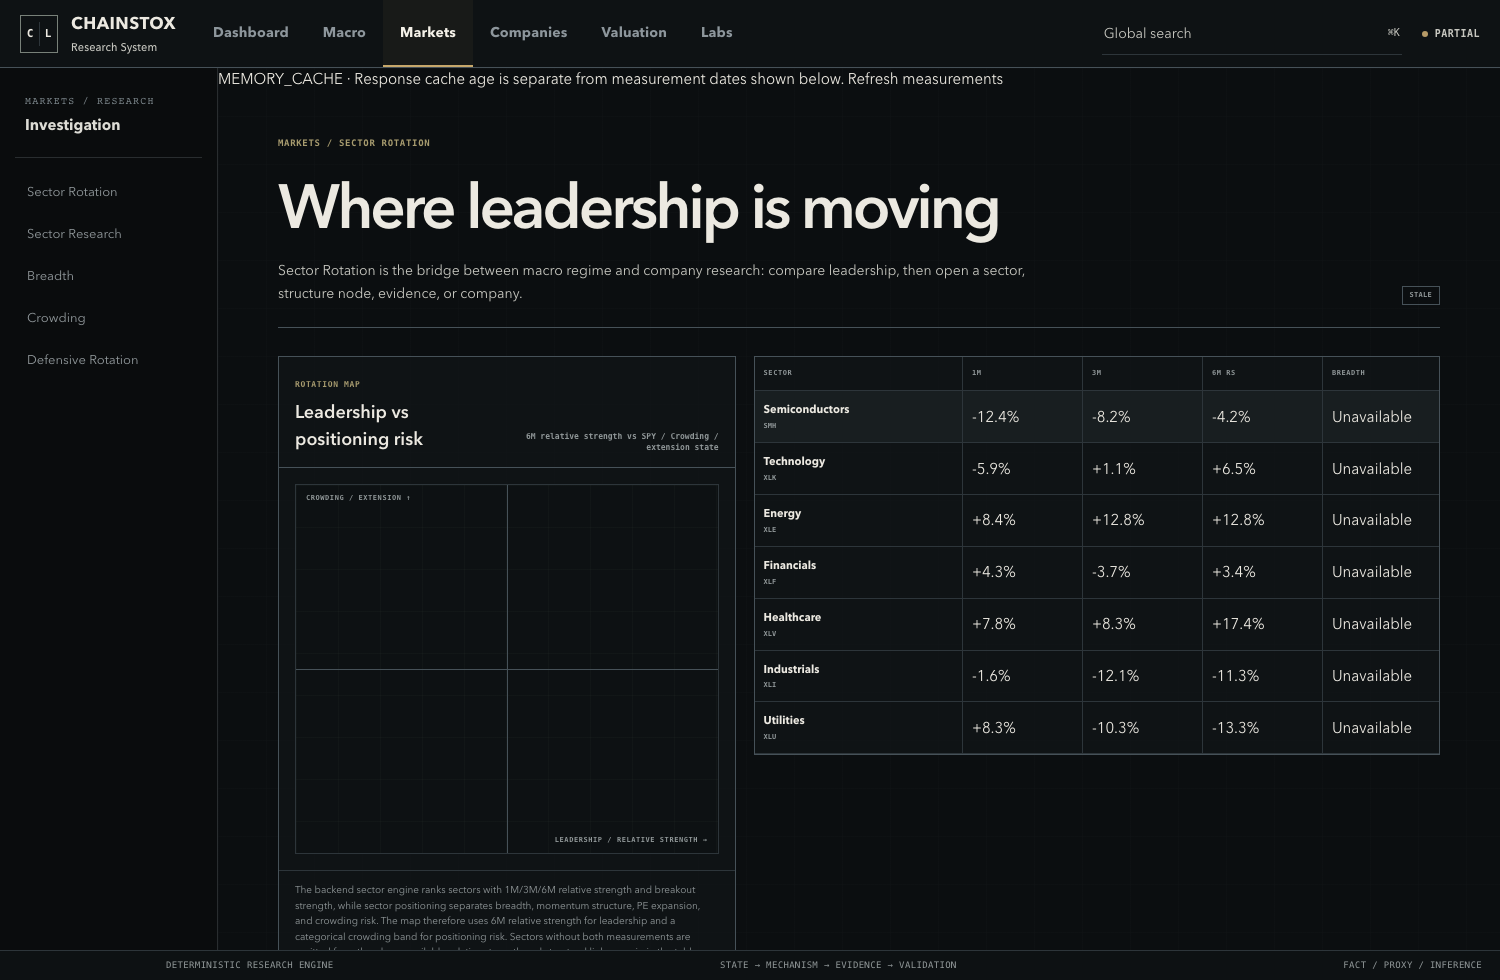 C L
CHAINSTOX
Research System
Dashboard Macro Markets Companies Valuation Labs
Global search ⌘K
PARTIAL
MARKETS / RESEARCH
Investigation
Sector Rotation
Sector Research
Breadth
Crowding
Defensive Rotation
MEMORY_CACHE · Response cache age is separate from measurement dates shown below. Refresh measurements
MARKETS / SECTOR ROTATION
Where leadership is moving
Sector Rotation is the bridge between macro regime and company research: compare leadership, then open a sector,
structure node, evidence, or company.
STALE
ROTATION MAP
Leadership vs
positioning risk
6M relative strength vs SPY / Crowding /
extension state
CROWDING / EXTENSION ↑
LEADERSHIP / RELATIVE STRENGTH →
The backend sector engine ranks sectors with 1M/3M/6M relative strength and breakout
strength, while sector positioning separates breadth, momentum structure, PE expansion,
and crowding risk. The map therefore uses 6M relative strength for leadership and a
categorical crowding band for positioning risk. Sectors without both measurements are
SECTOR 1M 3M 6M RS BREADTH
Semiconductors -12.4% -8.2% -4.2% Unavailable
SMH
Technology -5.9% +1.1% +6.5% Unavailable
XLK
Energy +8.4% +12.8% +12.8% Unavailable
XLE
Financials +4.3% -3.7% +3.4% Unavailable
XLF
Healthcare +7.8% +8.3% +17.4% Unavailable
XLV
Industrials -1.6% -12.1% -11.3% Unavailable
XLI
Utilities +8.3% -10.3% -13.3% Unavailable
XLU
DETERMINISTIC RESEARCH ENGINE
STATE → MECHANISM → EVIDENCE → VALIDATION
FACT / PROXY / INFERENCE